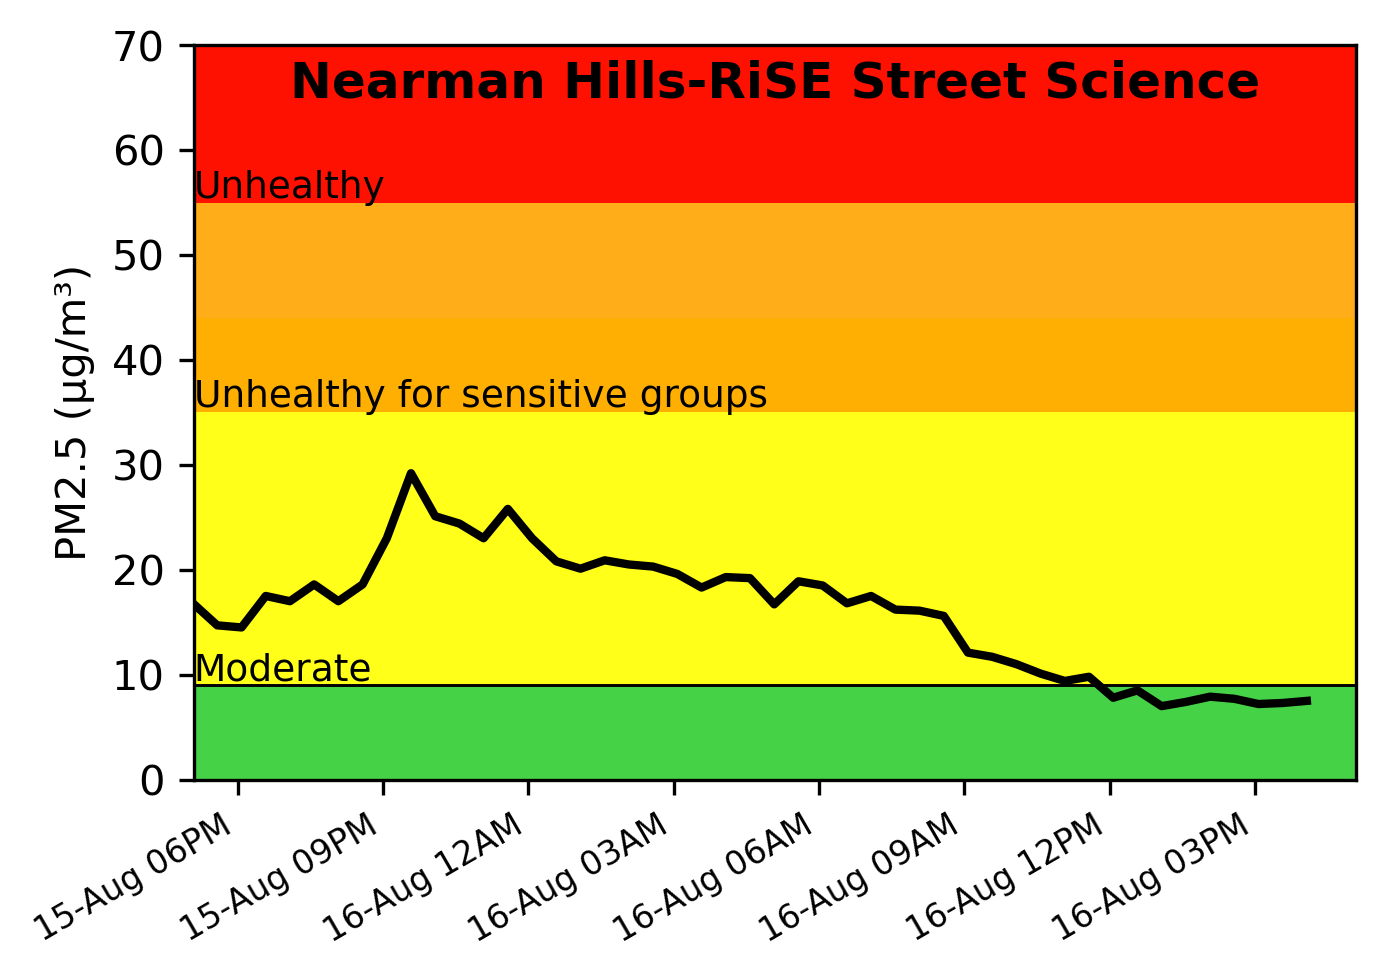 Nearman Hills-RiSE Street Science
70
60
Unhealthy
50
40
Unhealthy for sensitive groups
30
20
10
Moderate
0
PM2.5 (µg/m³)
15-Aug 06PM
15-Aug 09PM
16-Aug 12AM
16-Aug 03AM
16-Aug 06AM
16-Aug 09AM
16-Aug 12PM
16-Aug 03PM